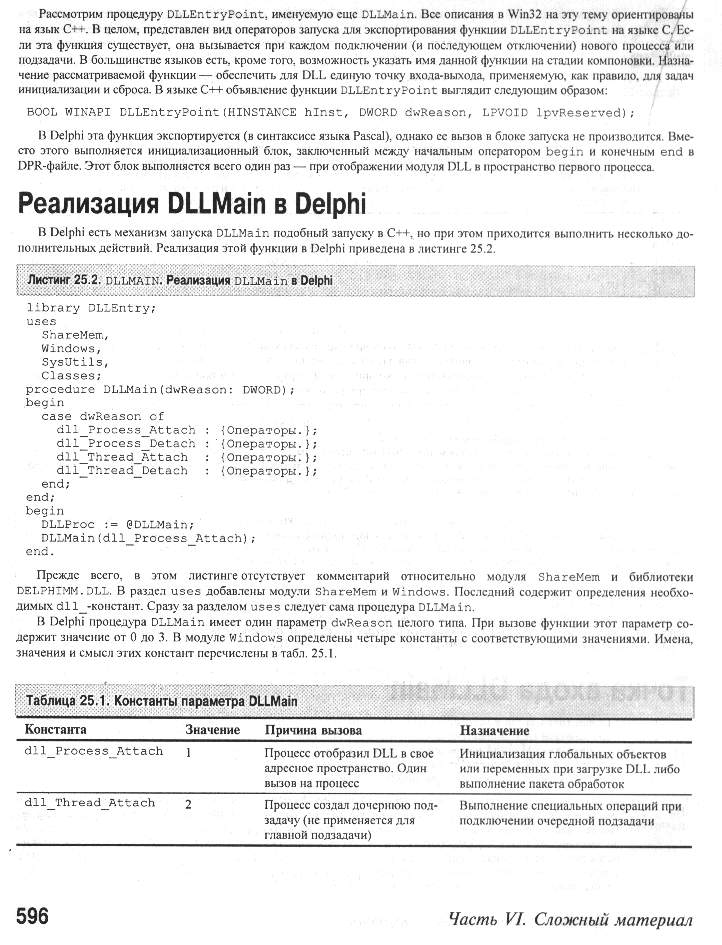 Рассмотрим процедуру DLLEntryPoint, именуемую еще DLLMain. Все описания в Win32 на эту тему ориентированы
на язык C++. В целом, представлен вид операторов запуска для экспортирования функции DLLEntryPoint на языке C. Ес-
ли эта функция существует, она вызывается при каждом подключении (и последующем отключении) нового процесса или
подзадачи. В большинстве языков есть, кроме того, возможность указать имя данной функции на стадии компоновки. Назна-
чение рассматриваемой функции — обеспечить для DLL единую точку входа-выхода, применяемую, как правило, для задач
инициализации и сброса. В языке C++ объявление функции DLLEntryPoint выглядит следующим образом:
BOOL WINAPI DLLEntryPoint(HINSTANCE hInst, DWORD dwReason, LPVOID lpvReserved);
В Delphi эта функция экспортируется (в синтаксисе языка Pascal), однако ее вызов в блоке запуска не производится. Вме-
сто этого выполняется инициализационный блок, заключенный между начальным оператором begin и конечным end в
DPR-файле. Этот блок выполняется всего один раз — при отображении модуля DLL в пространство первого процесса.
Реализация DLLMain в Delphi
В Delphi есть механизм запуска DLLMain подобный запуску в C++, но при этом приходится выполнить несколько до-
полнительных действий. Реализация этой функции в Delphi приведена в листинге 25.2.
Листинг 25.2. DLLMAIN. Реализация DLLMain в Delphi
library DLLEntry;
uses
ShareMem,
Windows,
SysUtils,
Classes;
procedure DLLMain(dwReason: DWORD);
begin
case dwReason of
dll_Process_Attach : {Операторы.};
dll_Process_Detach : {Операторы.};
dll_Thread_Attach : {Операторы.};
dll_Thread_Detach : {Операторы.};
end;
end;
begin
DLLProc := @DLLMain;
DLLMain(dll_Process_Attach);
end.
Прежде всего, в этом листинге отсутствует комментарий относительно модуля ShareMem и библиотеки
DELPHIMM.DLL. В раздел uses добавлены модули ShareMem и Windows. Последний содержит определения необхо-
димых dll_-констант. Сразу за разделом uses следует сама процедура DLLMain.
В Delphi процедура DLLMain имеет один параметр dwReason целого типа. При вызове функции этот параметр со-
держит значение от 0 до 3. В модуле Windows определены четыре константы с соответствующими значениями. Имена,
значения и смысл этих констант перечислены в табл. 25.1.
Таблица 25.1. Константы параметра DLLMain
Константа Значение Причина вызова Назначение
dll_Process_Attach 1 Процесс отобразил DLL в свое Инициализация глобальных объектов
адресное пространство. Один или переменных при загрузке DLL либо
вызов на процесс выполнение пакета обработок
dll_Thread_Attach 2 Процесс создал дочернюю под- Выполнение специальных операций при
задачу (не применяется для подключении очередной подзадачи
главной подзадачи)
596 Часть VI. Сложный материал